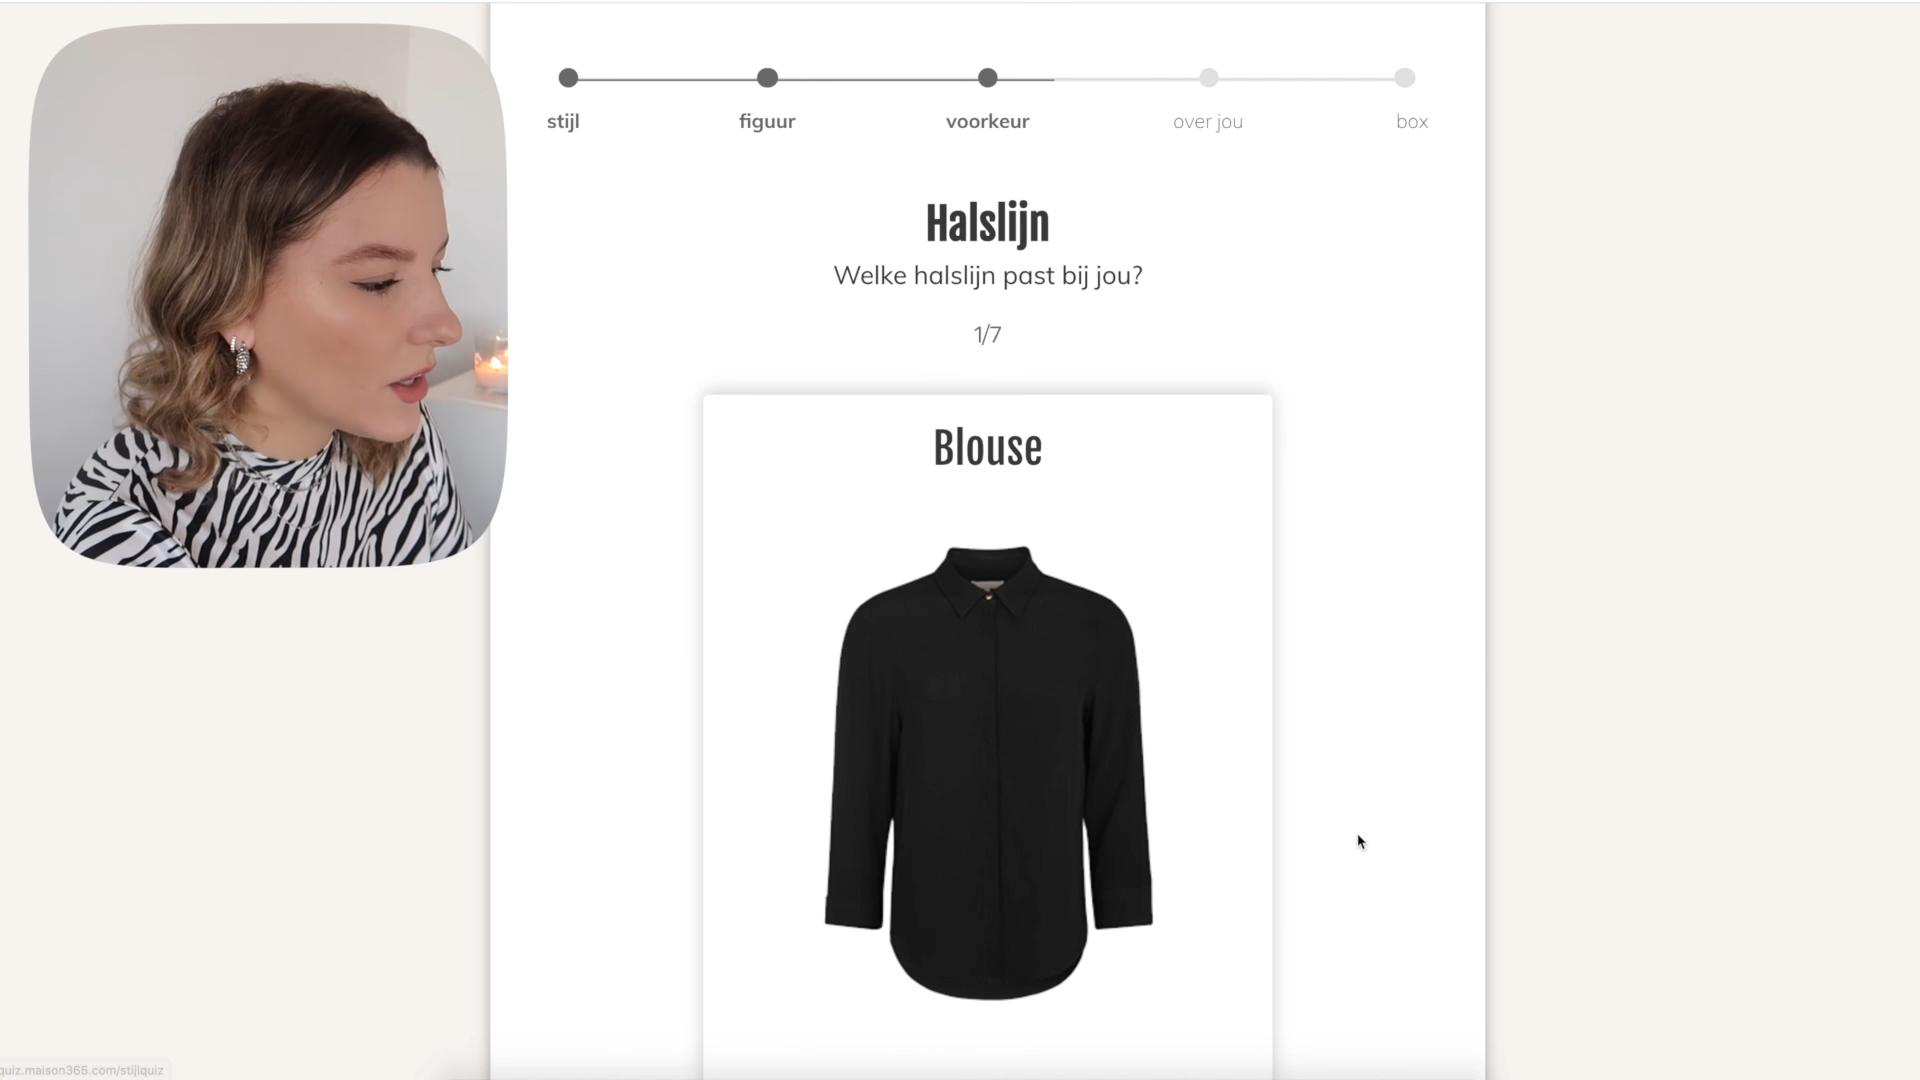 stijl figuur voorkeur over jou box
Halslijn
Welke halslijn past bij jou?
1/7
Blouse
quiz.maison365.com/stijlquiz